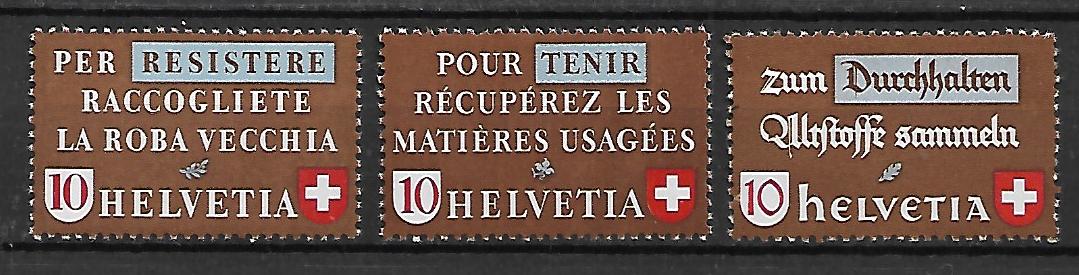 PER RESISTERE
RACCOGLIETE
LA ROBA VECCHIA
10 HELVETIA
POUR TENIR
RÉCUPÉREZ LES
MATIÈRES USAGÉES
10 HELVETIA
zum Durchhalten
Altstoffe sammeln
10 hELVETIA